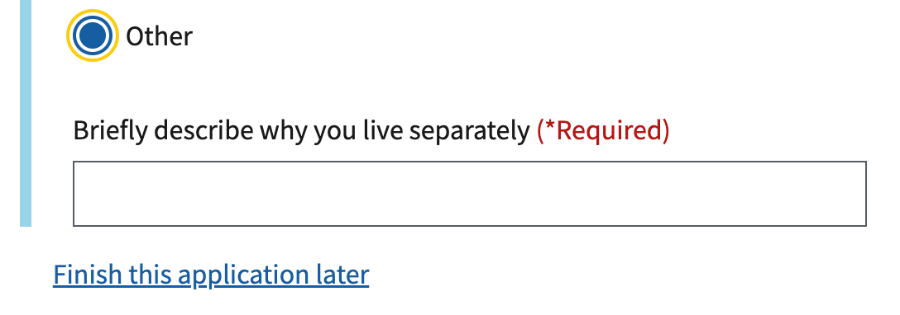 Other
Briefly describe why you live separately (*Required)
Finish this application later